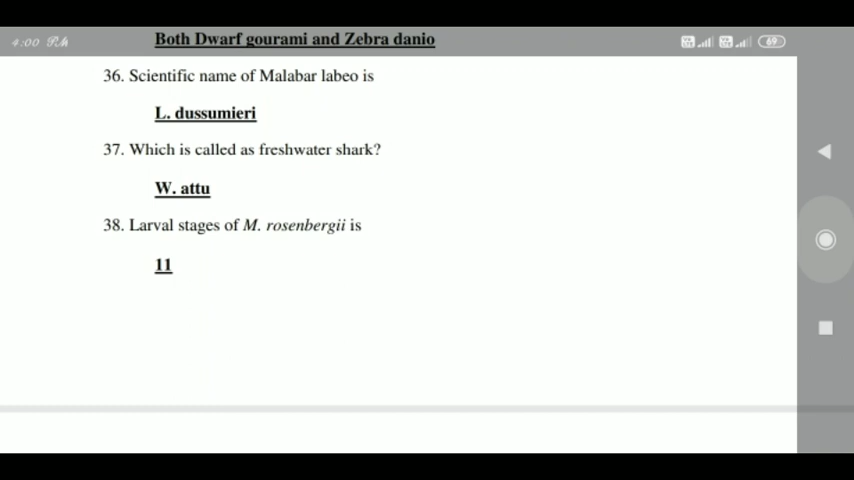 4:00 PM
Both Dwarf gourami and Zebra danio
69
36. Scientific name of Malabar labeo is
L. dussumieri
37. Which is called as freshwater shark?
W. attu
38. Larval stages of M. rosenbergii is
11